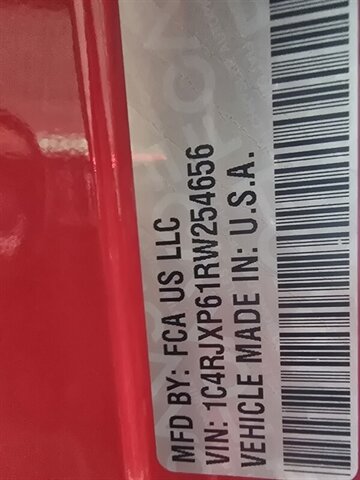 MFD BY: FCA US LLC
VIN: 1C4RJXP61RW254656
VEHICLE MADE IN: U.S.A.